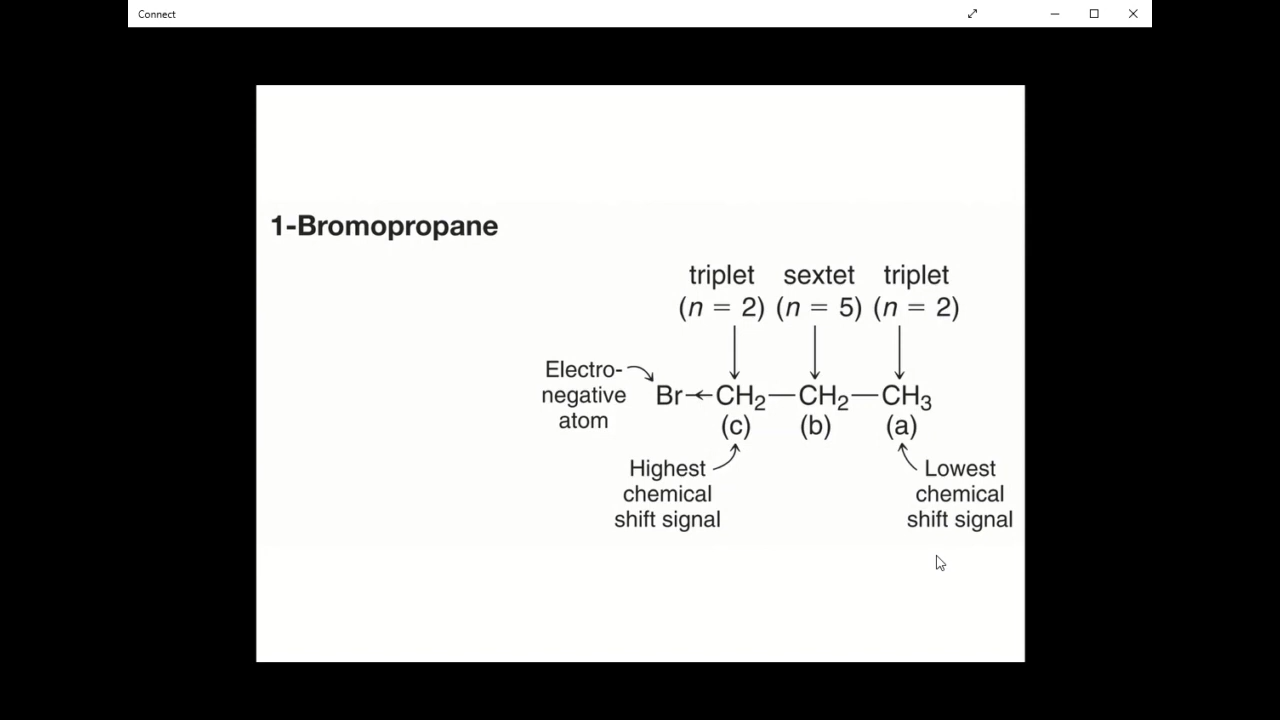 Connect
1-Bromopropane
triplet sextet triplet
(n = 2) (n = 5) (n = 2)
Electro-
negative
atom
Br←CH₂—CH₂—CH₃
(c) (b) (a)
Highest
chemical
shift signal
Lowest
chemical
shift signal